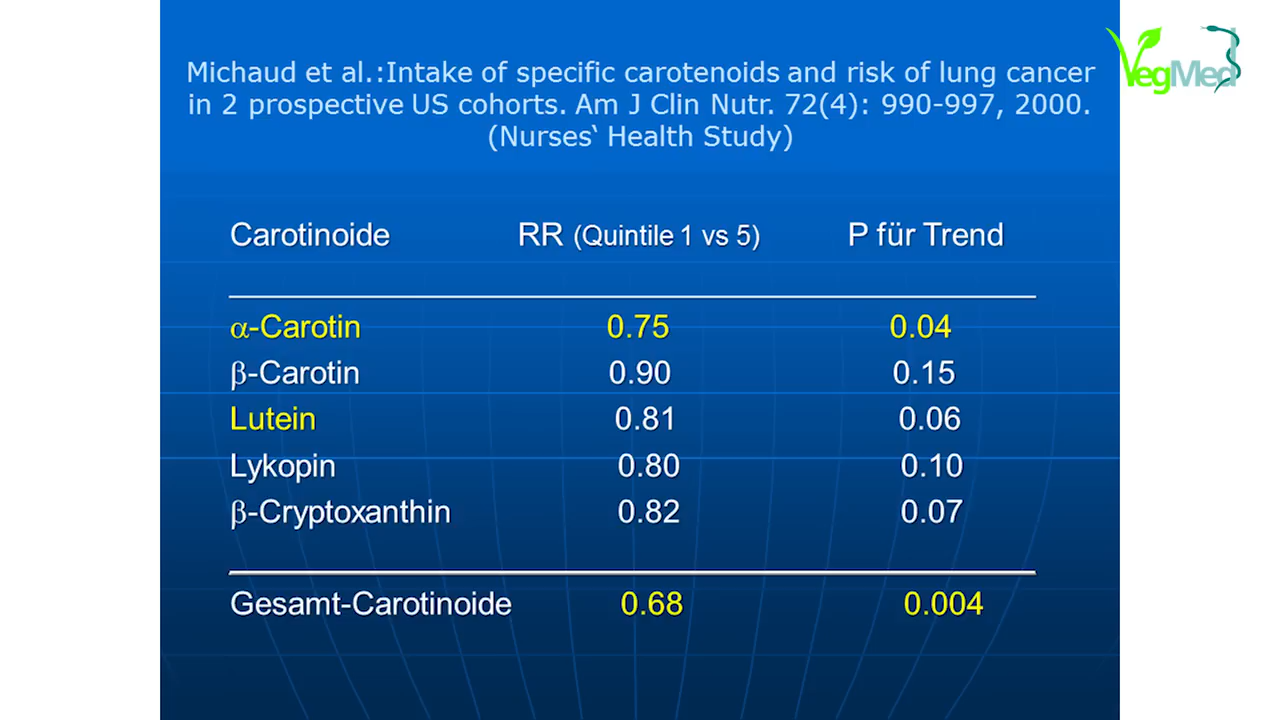 Michaud et al.:Intake of specific carotenoids and risk of lung cancer
in 2 prospective US cohorts. Am J Clin Nutr. 72(4): 990-997, 2000.
(Nurses‘ Health Study)
VegMed
Carotinoide RR (Quintile 1 vs 5) P für Trend
α-Carotin 0.75 0.04
β-Carotin 0.90 0.15
Lutein 0.81 0.06
Lykopin 0.80 0.10
β-Cryptoxanthin 0.82 0.07
Gesamt-Carotinoide 0.68 0.004